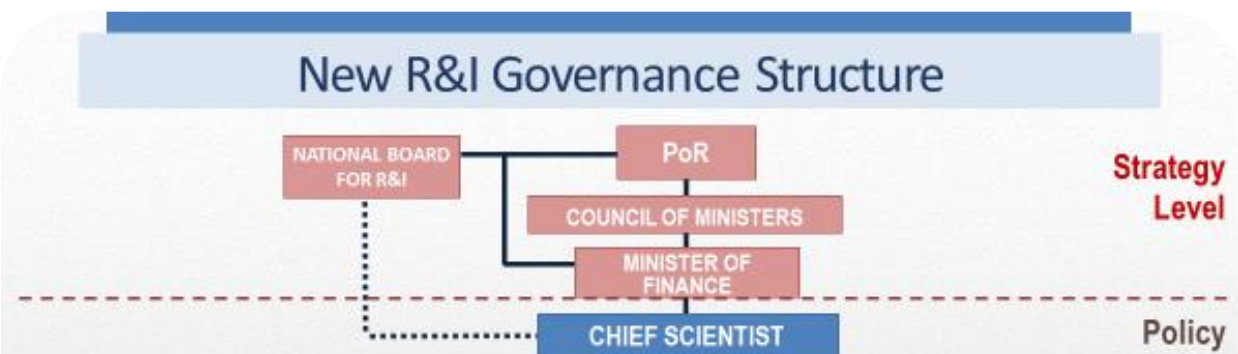 New R&I Governance Structure
NATIONAL BOARD
FOR R&I
PoR
COUNCIL OF MINISTERS
MINISTER OF
FINANCE
Strategy
Level
CHIEF SCIENTIST
Policy